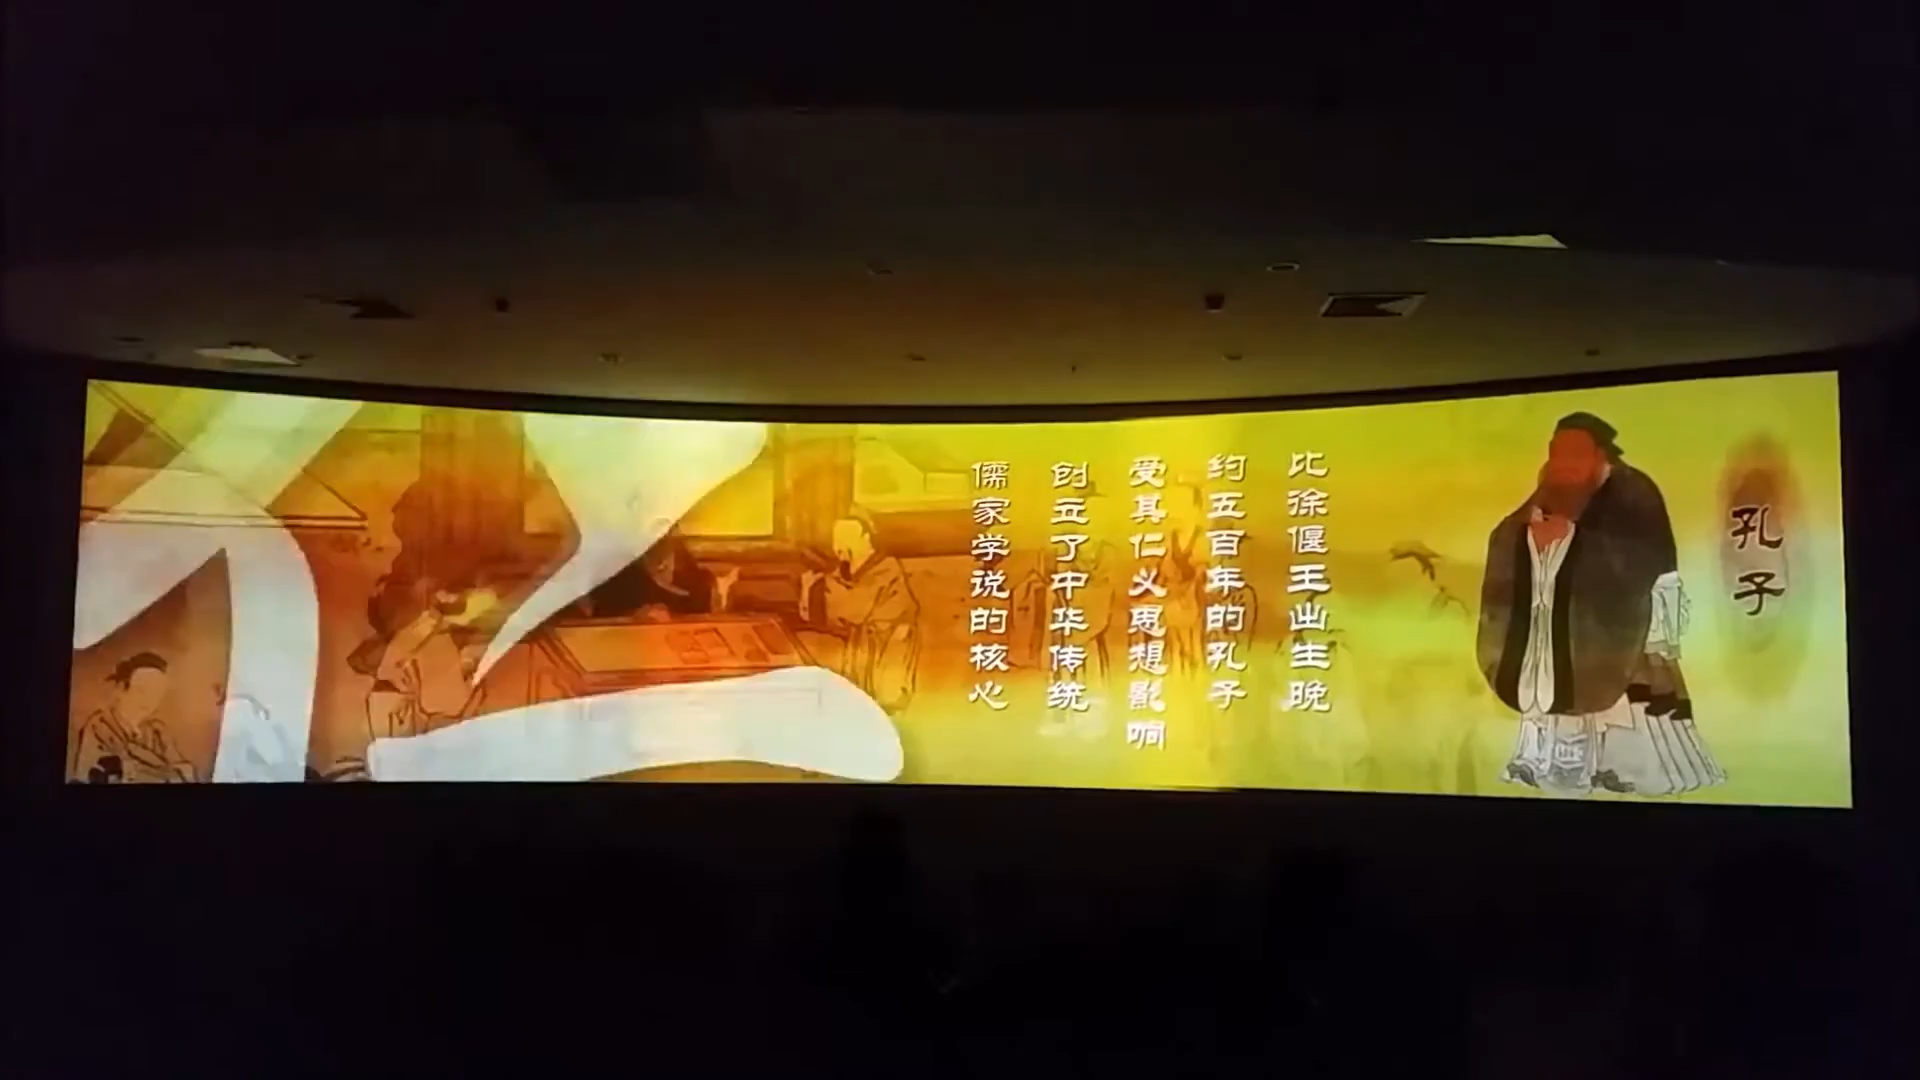 孔子
比徐偃王出生晚
约五百年的孔子
受其仁义思想影响
创立了中华传统
儒家学说的核心
仁